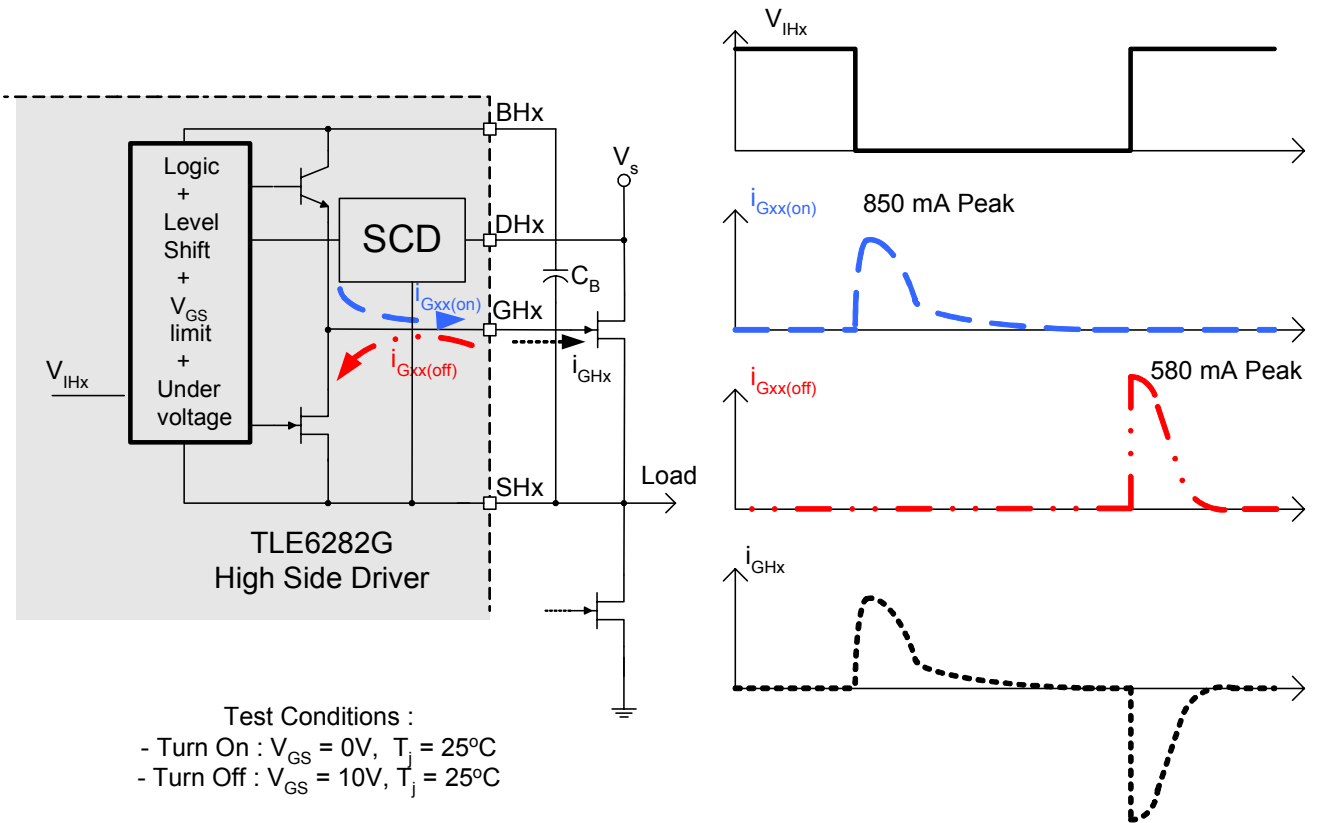 BHx
Logic
+
Level
Shift
+
VGS
limit
+
Under
voltage
VIHx
SCD
Vs
DHx
CB
iGxx(on)
GHx
iGxx(off)
iGHx
SHx
Load
TLE6282G
High Side Driver
Test Conditions :
- Turn On : VGS = 0V, Tj = 25oC
- Turn Off : VGS = 10V, Tj = 25oC
VIHx
iGxx(on)
850 mA Peak
iGxx(off)
580 mA Peak
iGHx